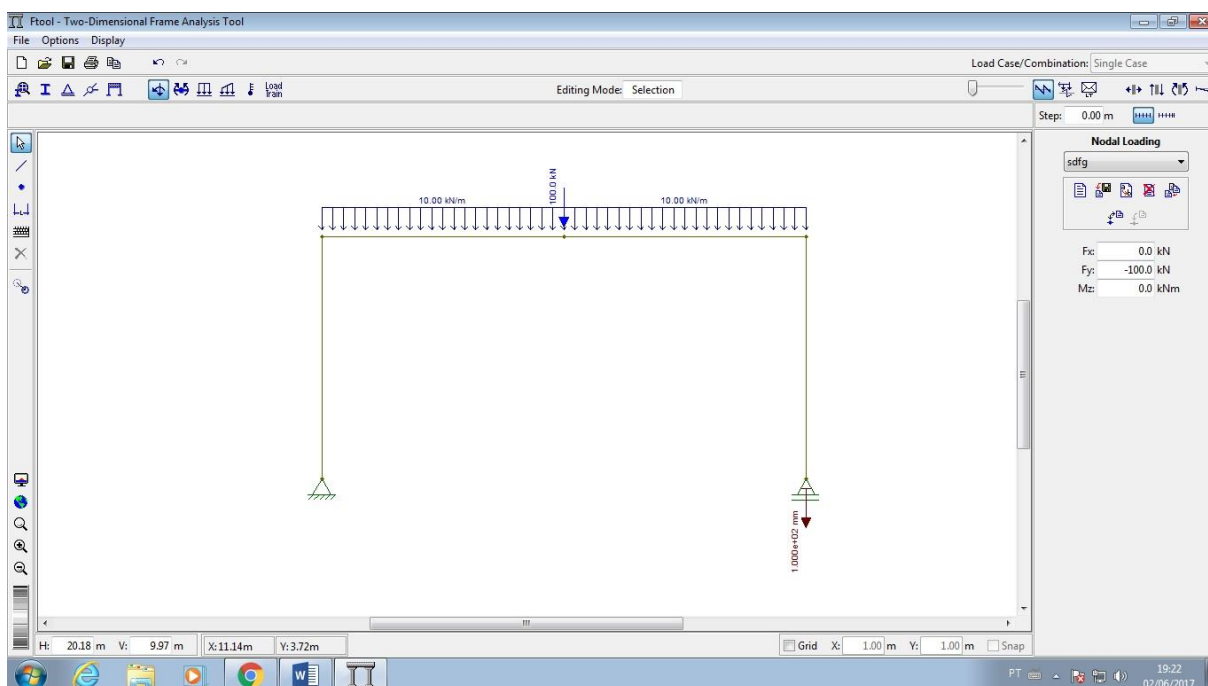 Ftool - Two-Dimensional Frame Analysis Tool
File Options Display
Load Case/Combination: Single Case
Load Train
Editing Mode: Selection
LT
Step: 0.00 m
Nodal Loading
sdfg
Fx: 0.0 kN
Fy: -100.0 kN
Mz: 0.0 kNm
10.00 kN/m
100.0 kN
10.00 kN/m
1.000e+02 mm
H: 20.18 m V: 9.97 m X:11.14m Y:3.72m
Grid X: 1.00 m Y: 1.00 m Snap
W
PT
19:22
02/06/2017